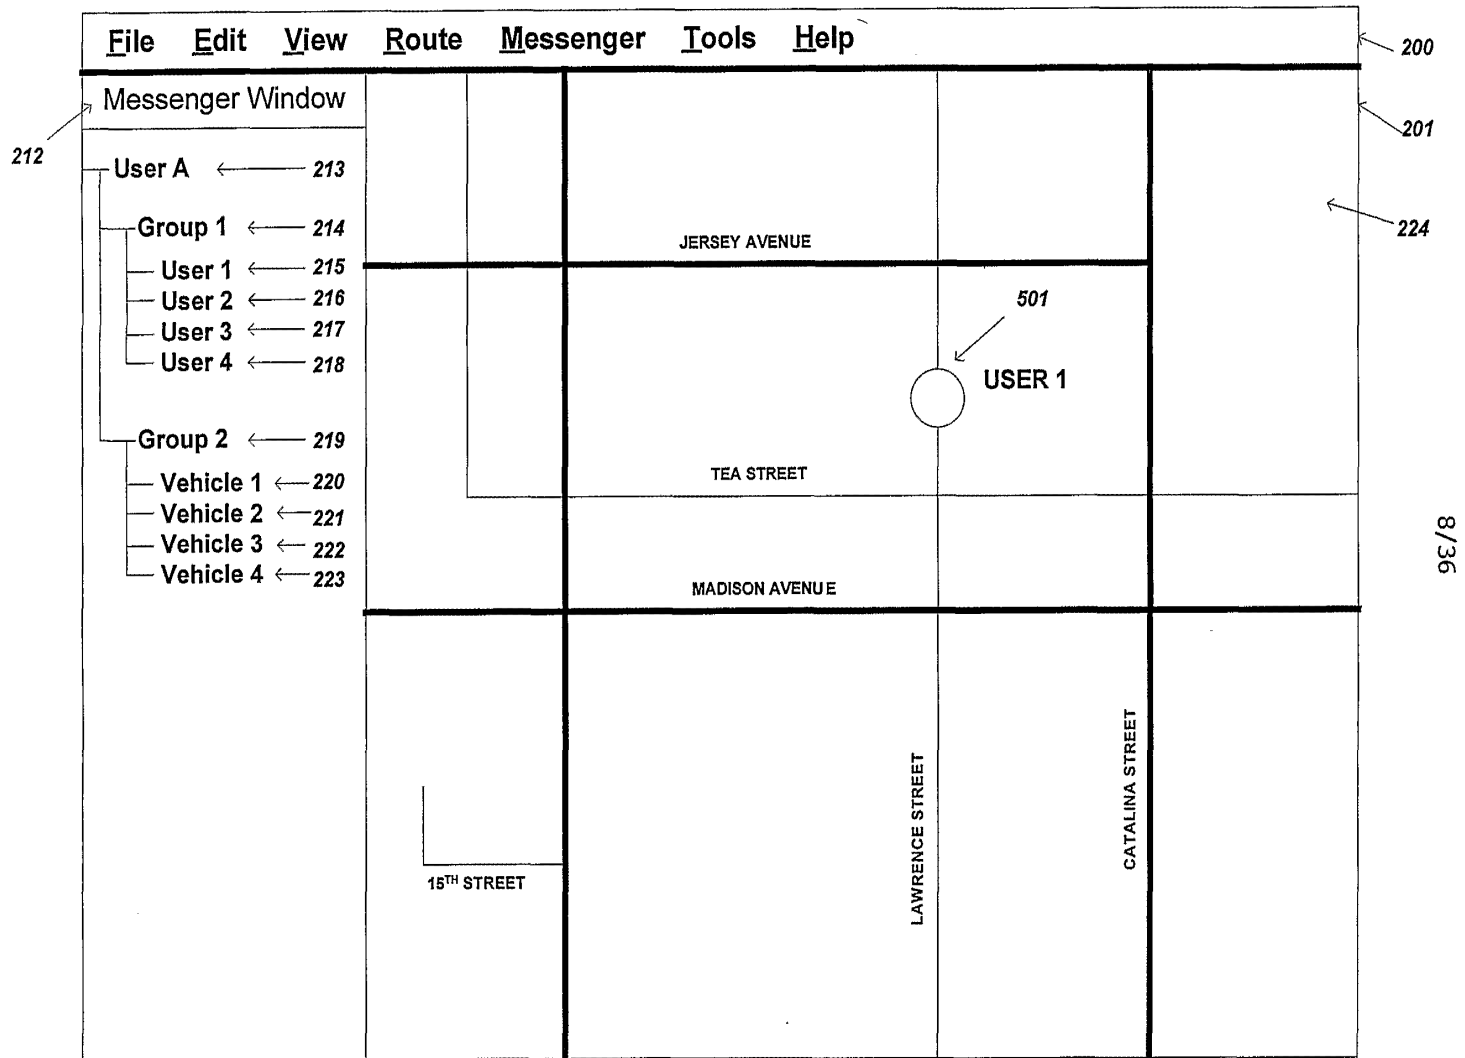 File Edit View Route Messenger Tools Help
200
Messenger Window
201
212
User A 213
Group 1 214
224
JERSEY AVENUE
User 1 215
User 2 216
501
User 3 217
User 4 218
USER 1
Group 2 219
TEA STREET
Vehicle 1 220
Vehicle 2 221
Vehicle 3 222
Vehicle 4 223
8/36
MADISON AVENUE
LAWRENCE STREET
CATALINA STREET
15TH STREET